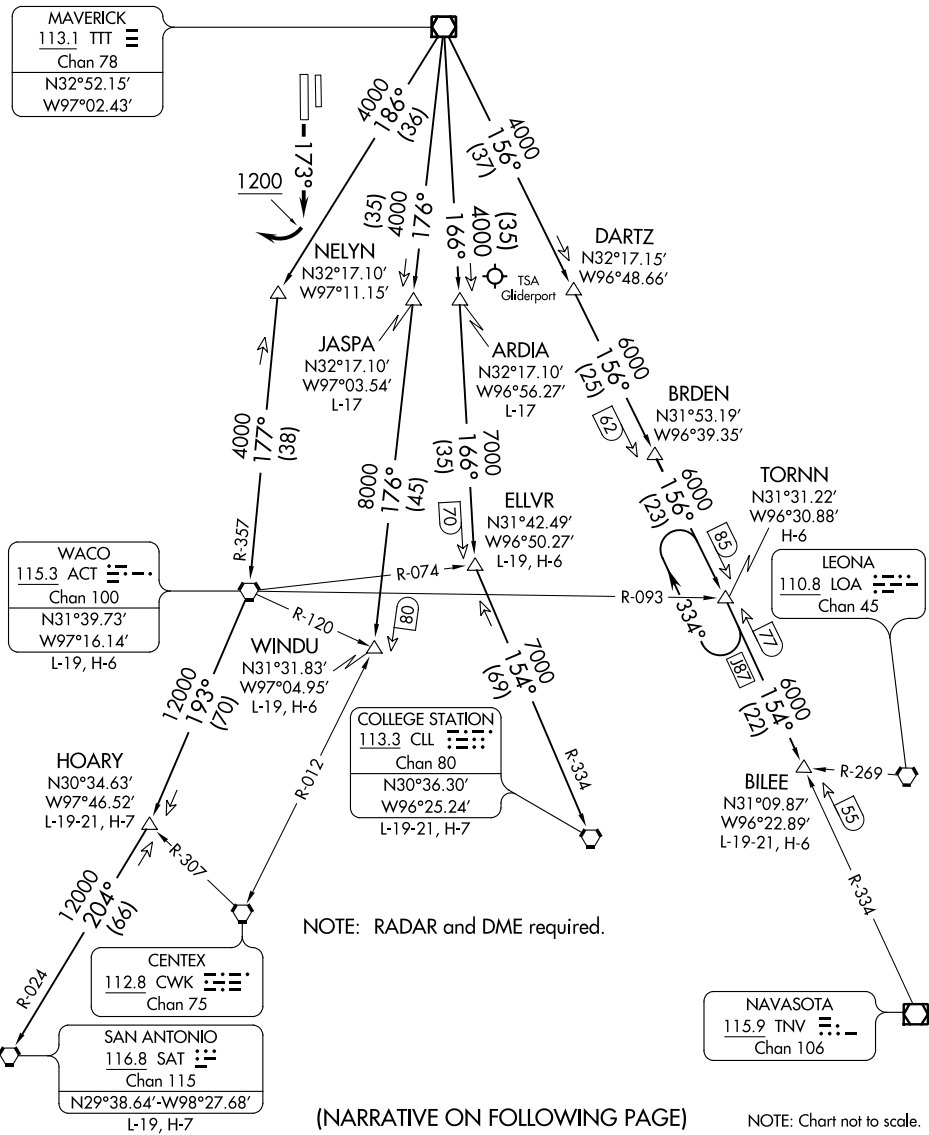 MAVERICK
113.1 TTT
Chan 78
N32°52.15'
W97°02.43'
4000
186°
(36)
173°
1200
(35)
4000
176°
(35)
4000
166°
4000
156°
(37)
NELYN
N32°17.10'
W97°11.15'
TSA
Gliderport
DARTZ
N32°17.15'
W96°48.66'
JASPA
N32°17.10'
W97°03.54'
L-17
ARDIA
N32°17.10'
W96°56.27'
L-17
6000
156°
(25)
62
BRDEN
N31°53.19'
W96°39.35'
4000
177°
(38)
8000
176°
(45)
7000
166°
(35)
70
ELLVR
N31°42.49'
W96°50.27'
L-19, H-6
6000
156°
(23)
85
TORNN
N31°31.22'
W96°30.88'
H-6
R-357
WACO
115.3 ACT
Chan 100
N31°39.73'
W97°16.14'
L-19, H-6
R-074
R-093
R-120
LEONA
110.8 LOA
Chan 45
WINDU
N31°31.83'
W97°04.95'
L-19, H-6
80
334°
77
J87
12000
193°
(70)
7000
154°
(69)
6000
154°
(22)
COLLEGE STATION
113.3 CLL
Chan 80
N30°36.30'
W96°25.24'
L-19-21, H-7
R-334
HOARY
N30°34.63'
W97°46.52'
L-19-21, H-7
R-012
R-307
BILEE
N31°09.87'
W96°22.89'
L-19-21, H-6
R-269
55
R-334
12000
204°
(66)
R-024
NOTE: RADAR and DME required.
CENTEX
112.8 CWK
Chan 75
NAVASOTA
115.9 TNV
Chan 106
SAN ANTONIO
116.8 SAT
Chan 115
N29°38.64'-W98°27.68'
L-19, H-7
(NARRATIVE ON FOLLOWING PAGE)
NOTE: Chart not to scale.